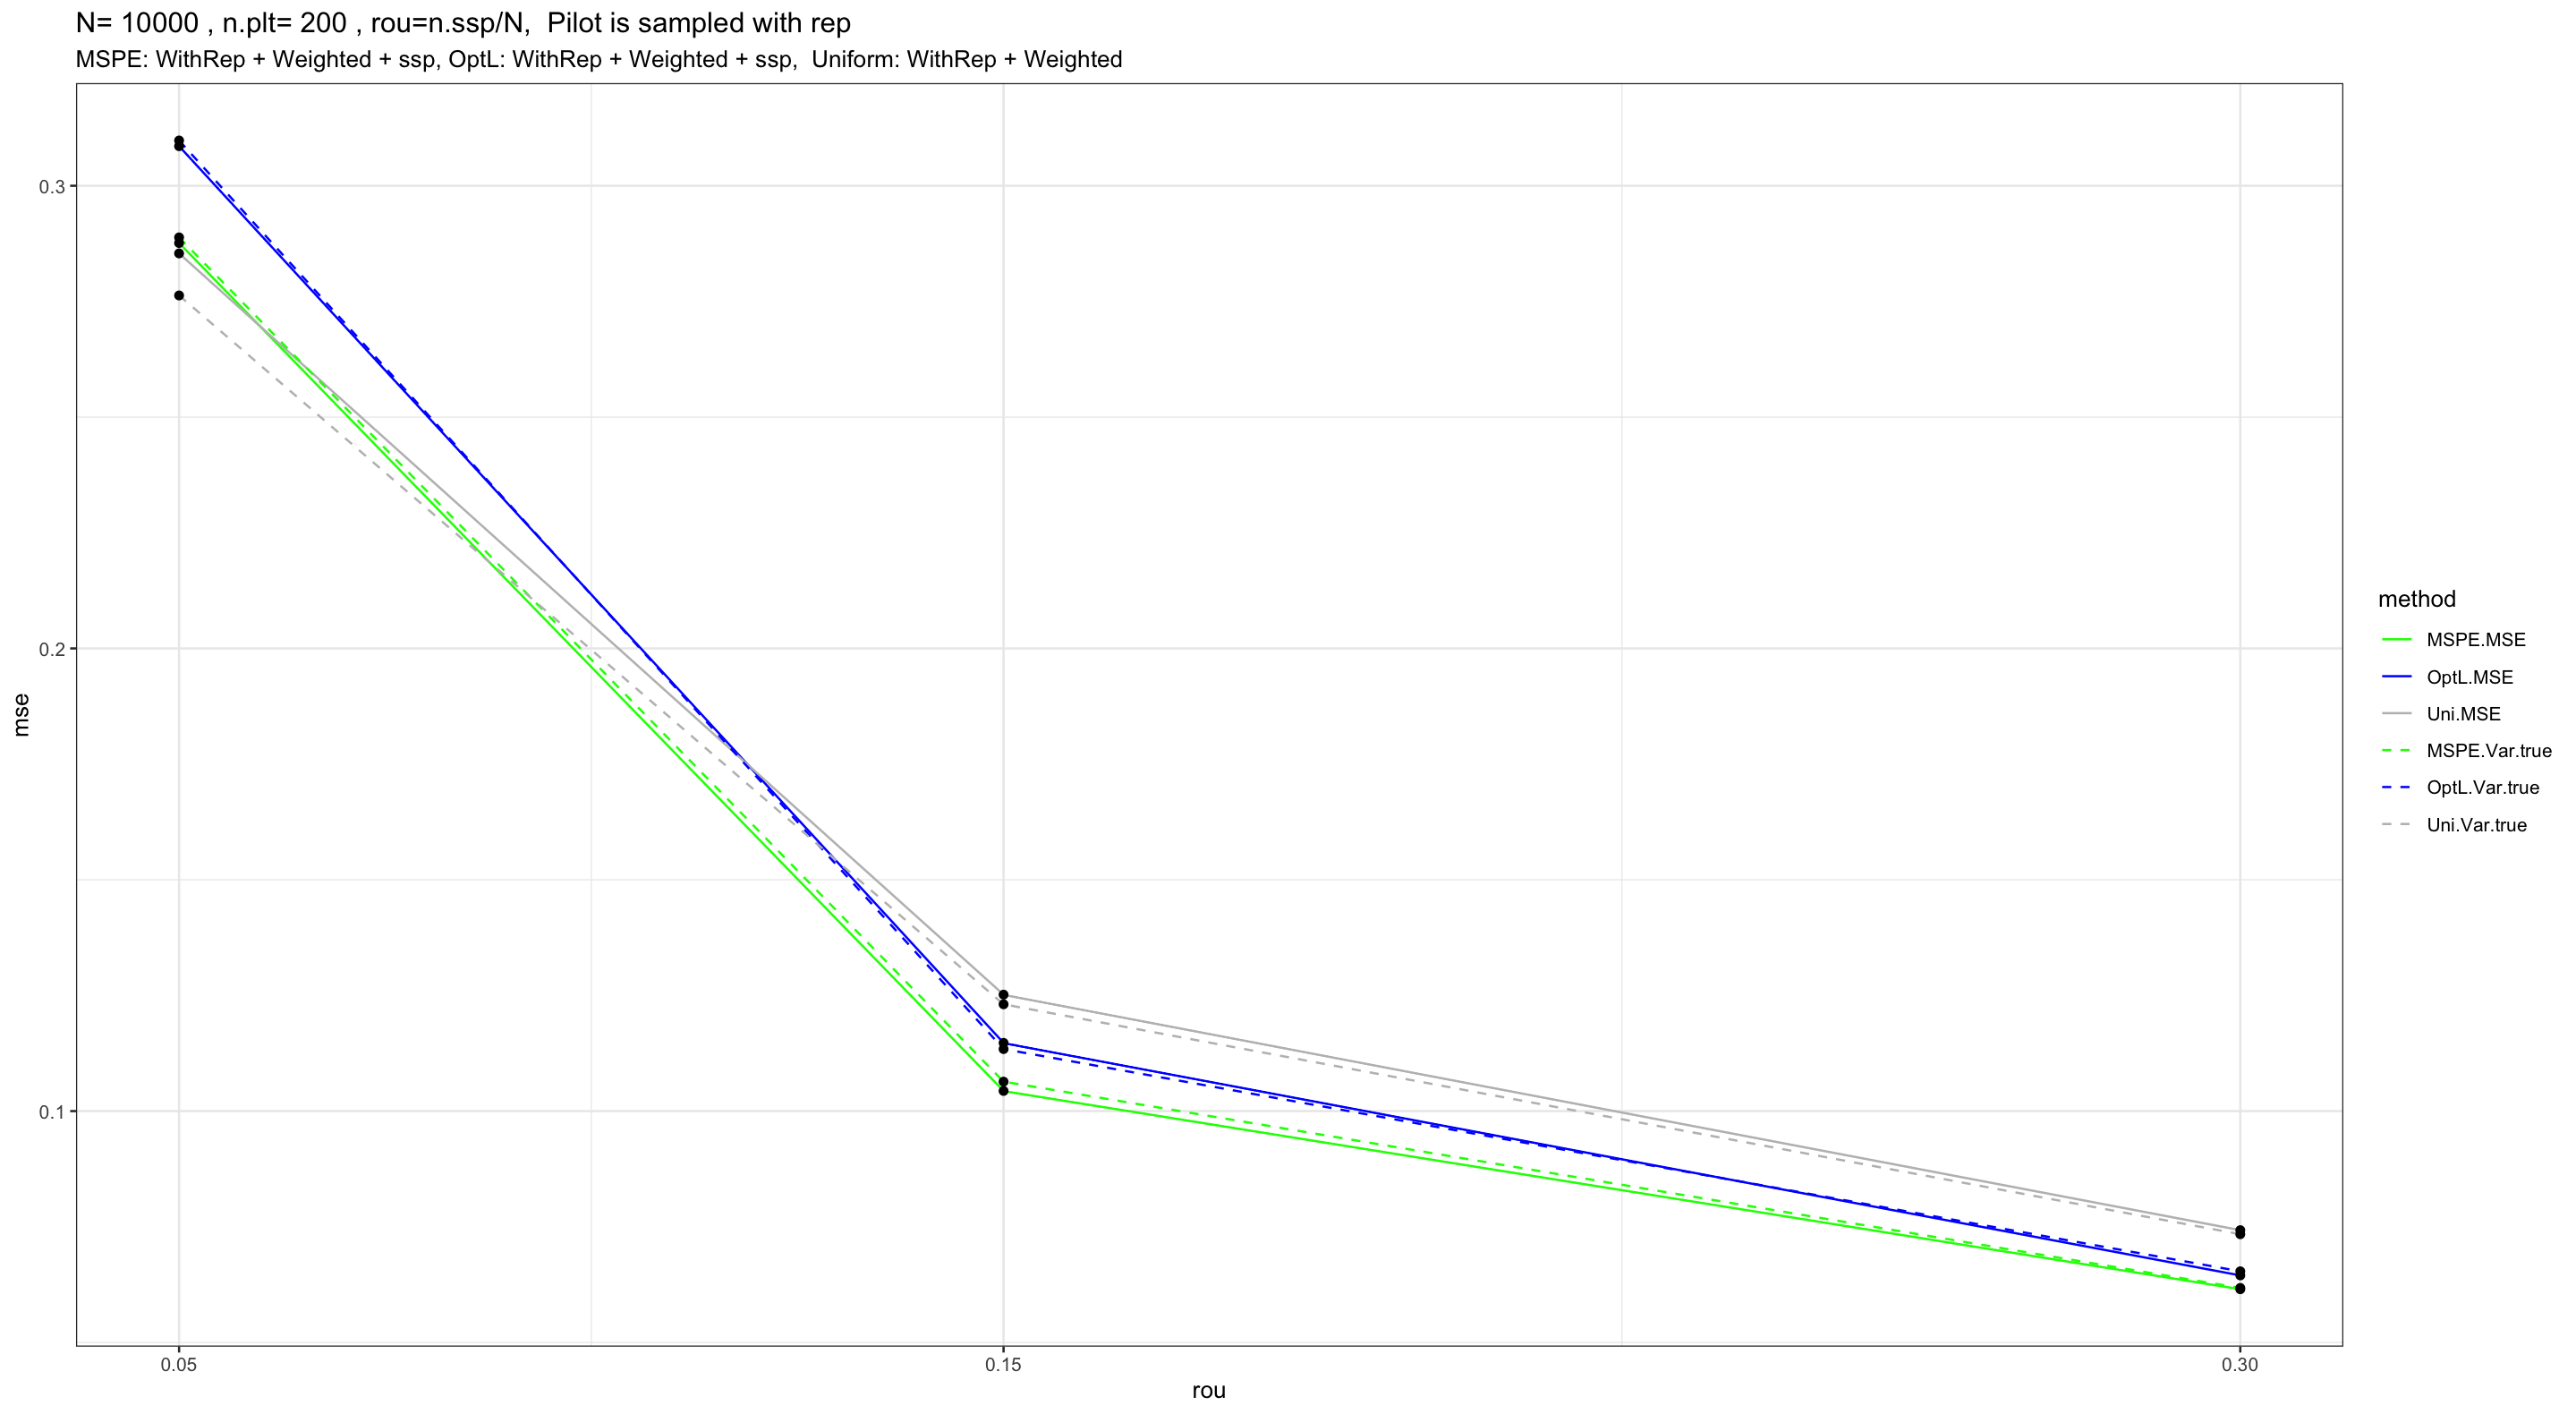 N= 10000 , n.plt= 200 , rou=n.ssp/N,  Pilot is sampled with rep
MSPE: WithRep + Weighted + ssp, OptL: WithRep + Weighted + ssp,  Uniform: WithRep + Weighted
0.3
0.2
0.1
mse
0.05
0.15
0.30
rou
method
MSPE.MSE
OptL.MSE
Uni.MSE
MSPE.Var.true
OptL.Var.true
Uni.Var.true